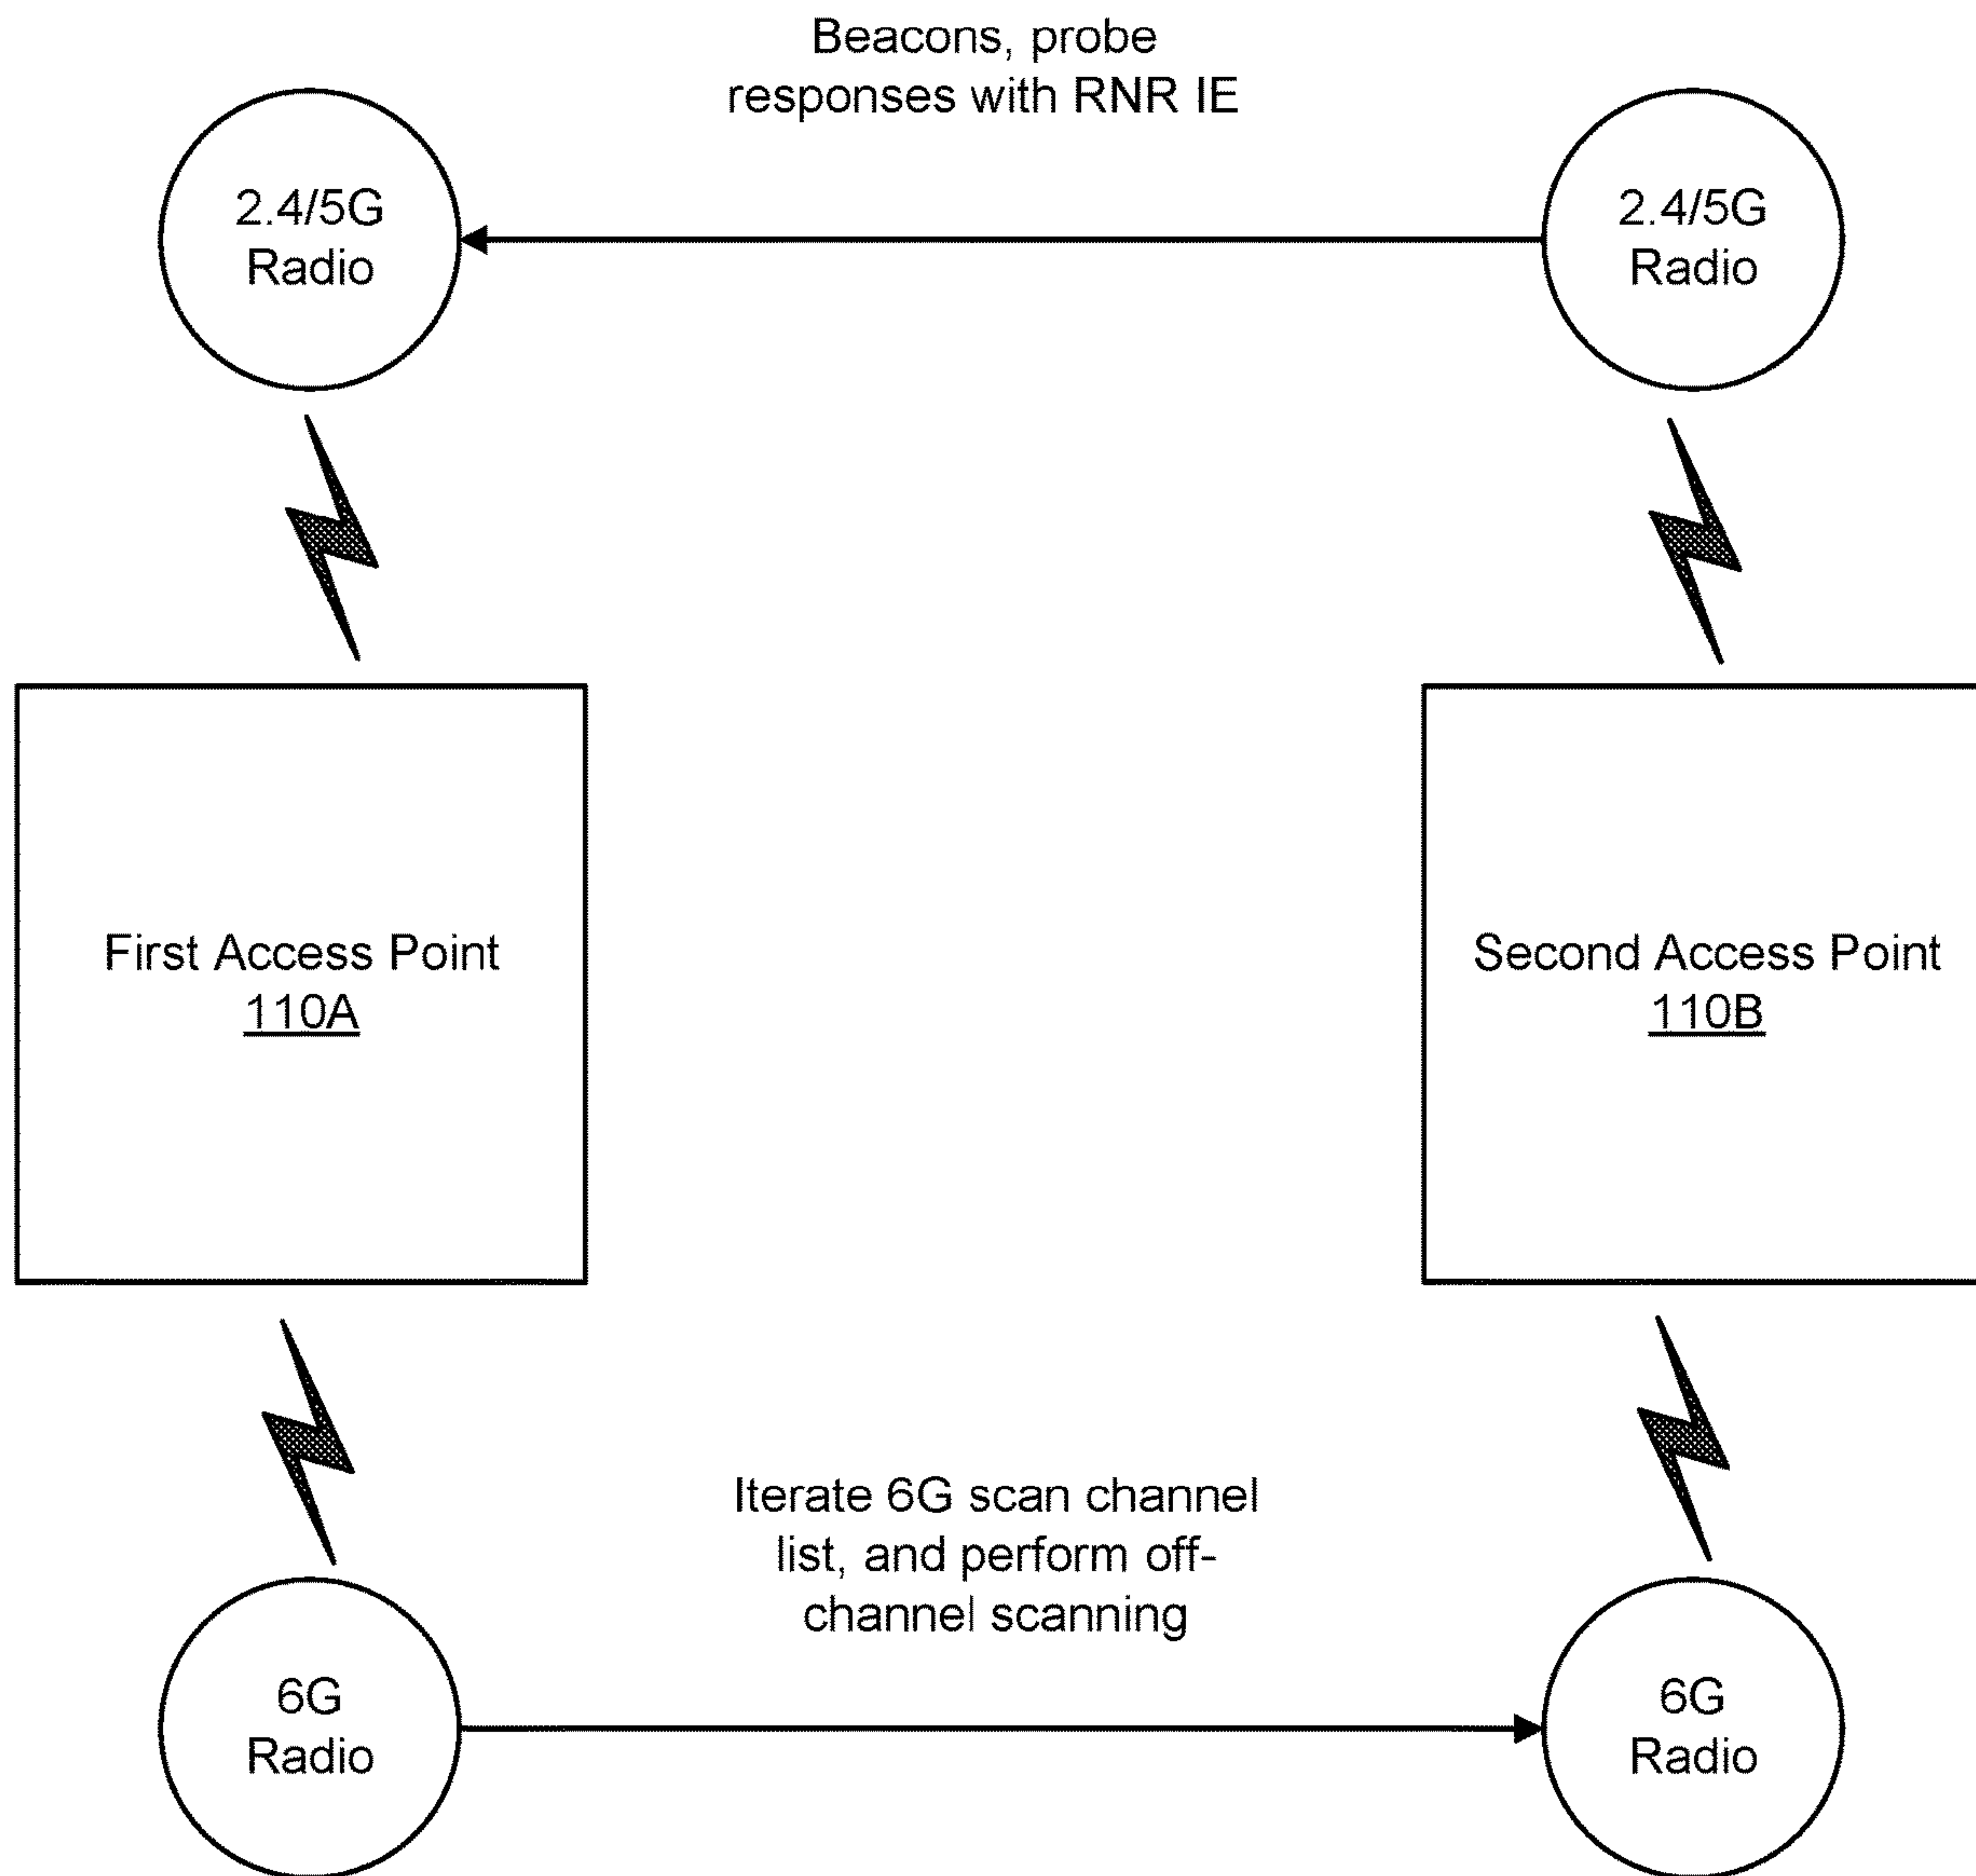 Beacons, probe
responses with RNR IE
2.4/5G
Radio
2.4/5G
Radio
First Access Point
110A
Second Access Point
110B
Iterate 6G scan channel
list, and perform off-
channel scanning
6G
Radio
6G
Radio